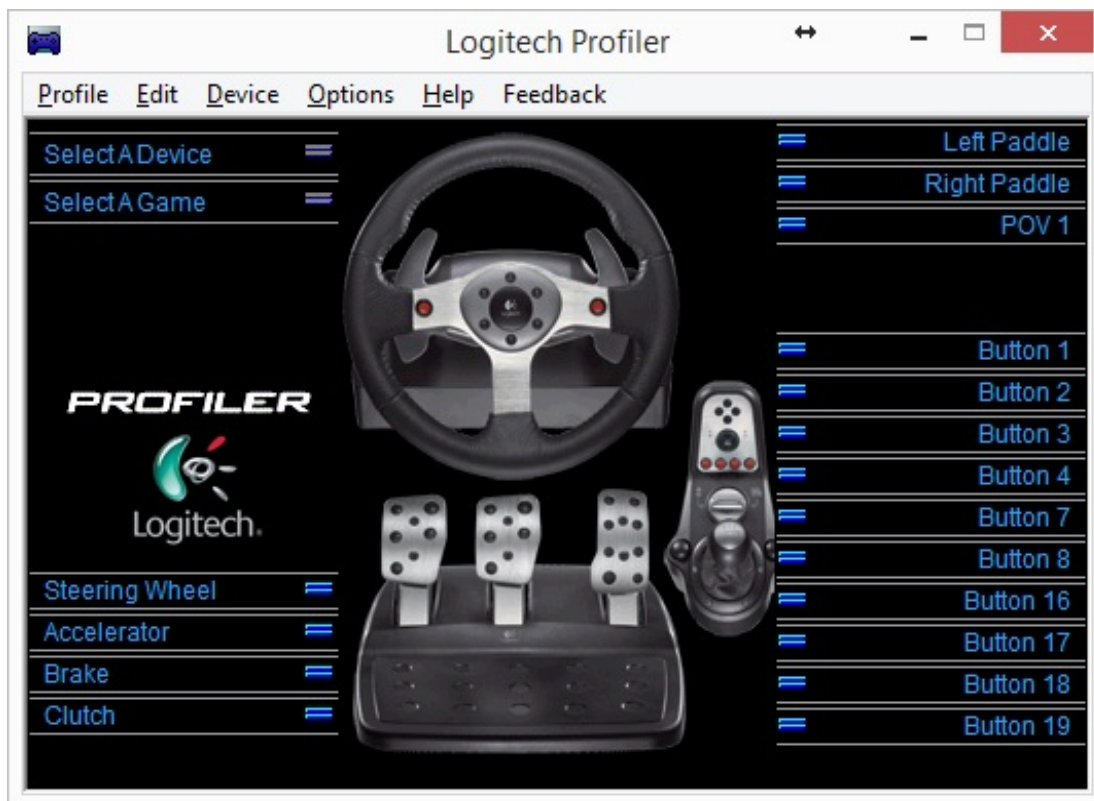 Logitech Profiler
Profile Edit Device Options Help Feedback
Select A Device
Select A Game
PROFILER
Logitech
Steering Wheel
Accelerator
Brake
Clutch
Left Paddle
Right Paddle
POV 1
Button 1
Button 2
Button 3
Button 4
Button 7
Button 8
Button 16
Button 17
Button 18
Button 19